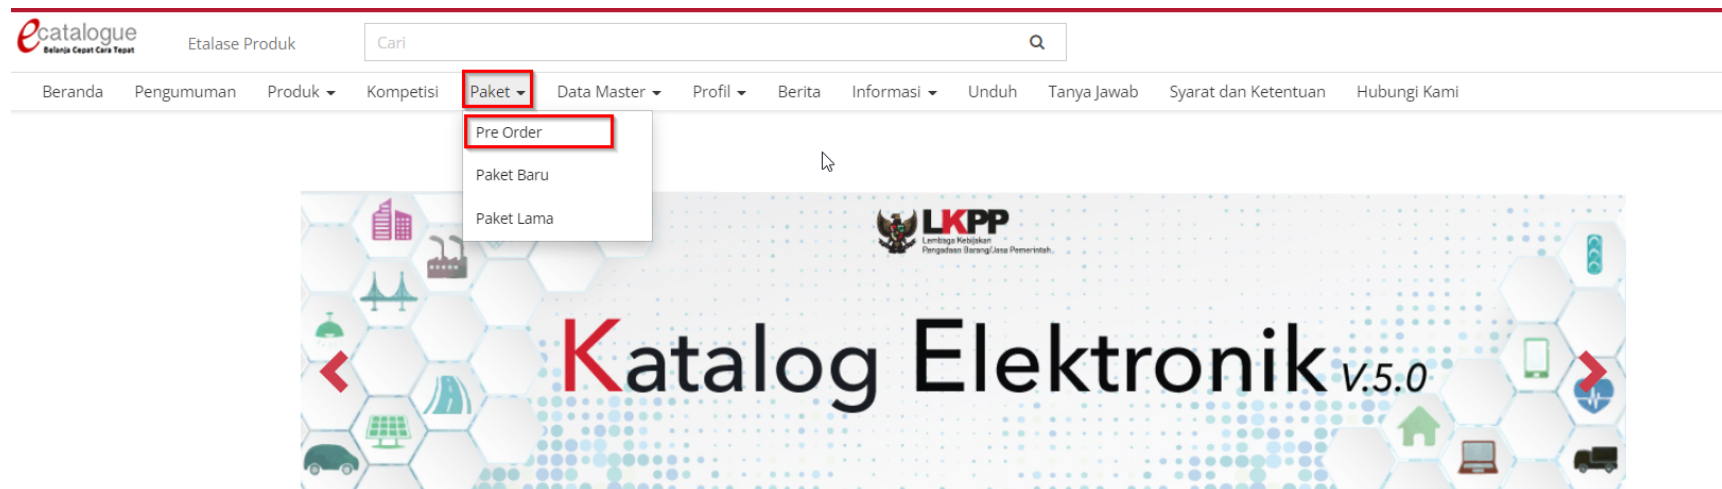 ecatalogue
Belanja Cepat Cara Tepat
Etalase Produk
Cari
Beranda Pengumuman Produk Kompetisi Paket Data Master Profil Berita Informasi Unduh Tanya Jawab Syarat dan Ketentuan Hubungi Kami
Pre Order
Paket Baru
Paket Lama
LKPP
Lembaga Kebijakan
Pengadaan Barang/Jasa Pemerintah
Katalog Elektronik v.5.0